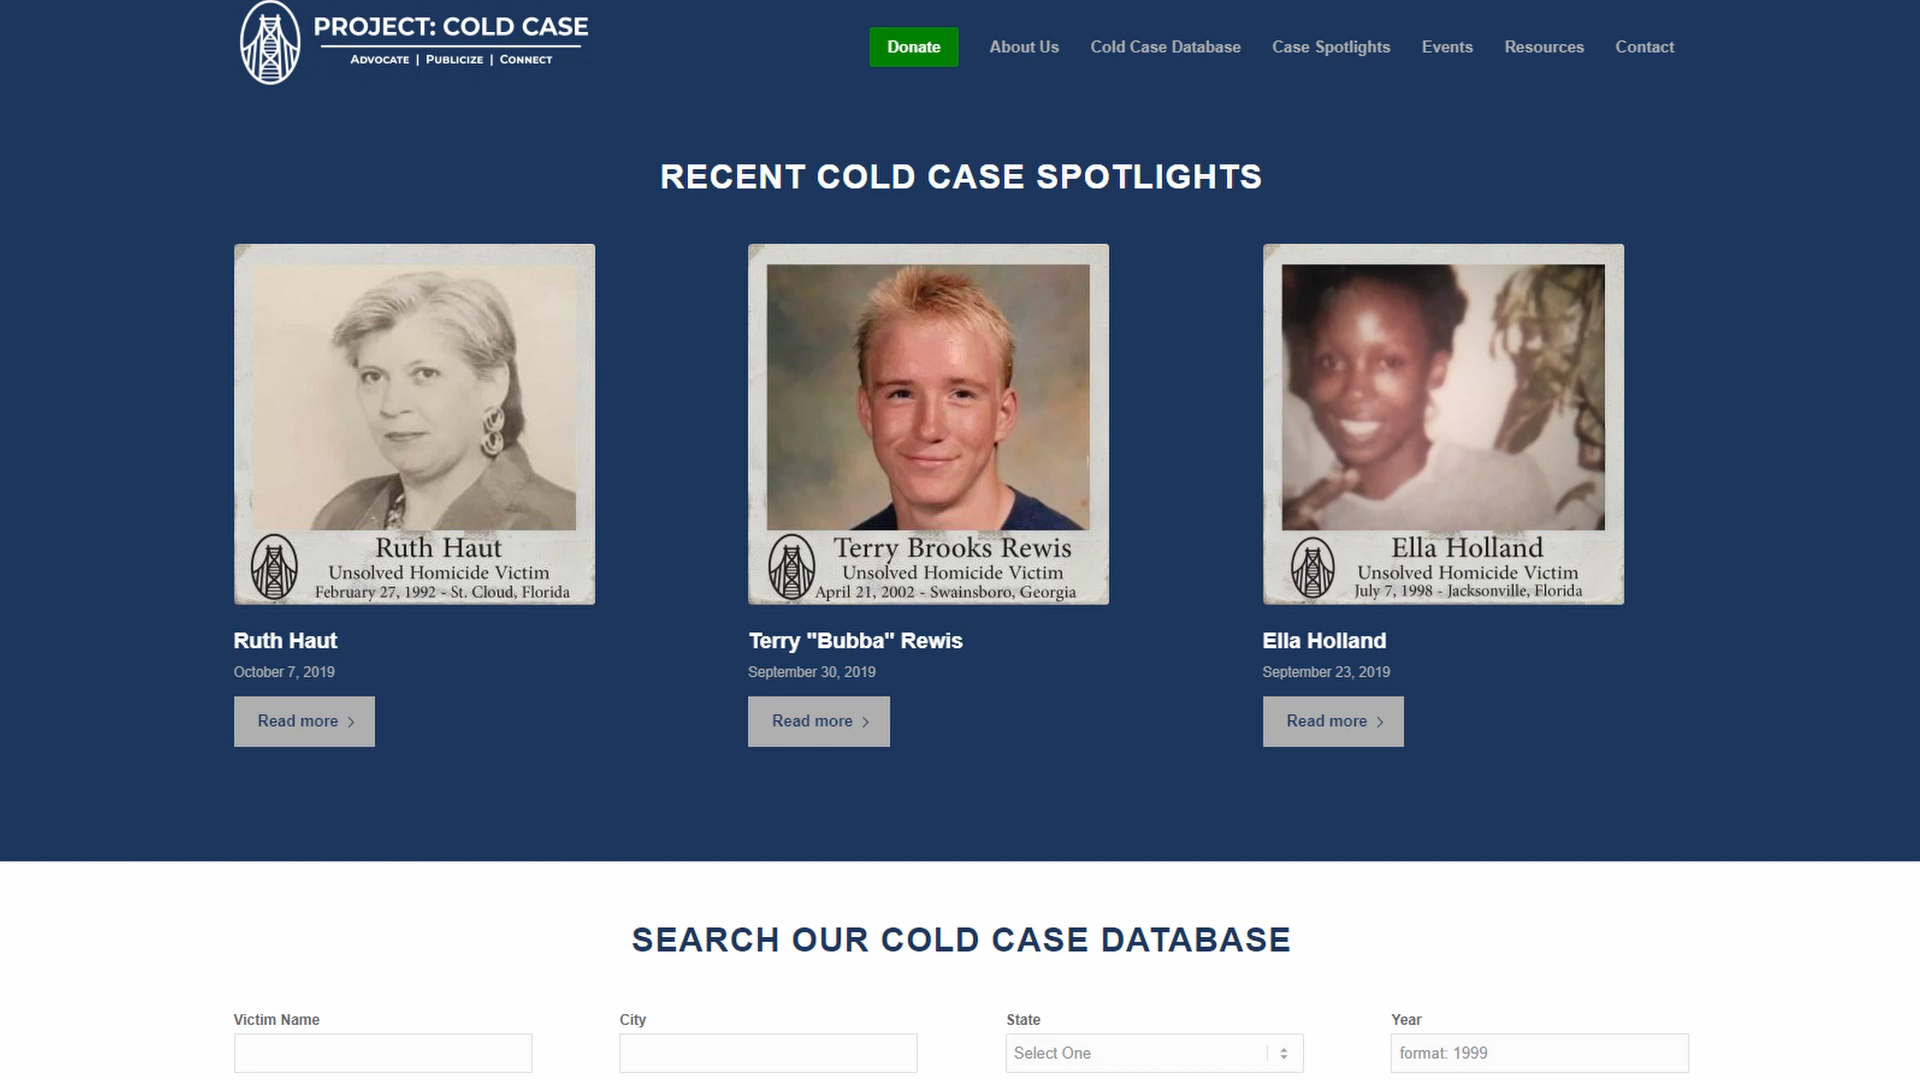 PROJECT: COLD CASE
ADVOCATE | PUBLICIZE | CONNECT
Donate
About Us
Cold Case Database
Case Spotlights
Events
Resources
Contact
RECENT COLD CASE SPOTLIGHTS
Ruth Haut
Unsolved Homicide Victim
February 27, 1992 - St. Cloud, Florida
Terry Brooks Rewis
Unsolved Homicide Victim
April 21, 2002 - Swainsboro, Georgia
Ella Holland
Unsolved Homicide Victim
July 7, 1998 - Jacksonville, Florida
Ruth Haut
October 7, 2019
Read more
Terry "Bubba" Rewis
September 30, 2019
Read more
Ella Holland
September 23, 2019
Read more
SEARCH OUR COLD CASE DATABASE
Victim Name
City
State
Select One
Year
format: 1999